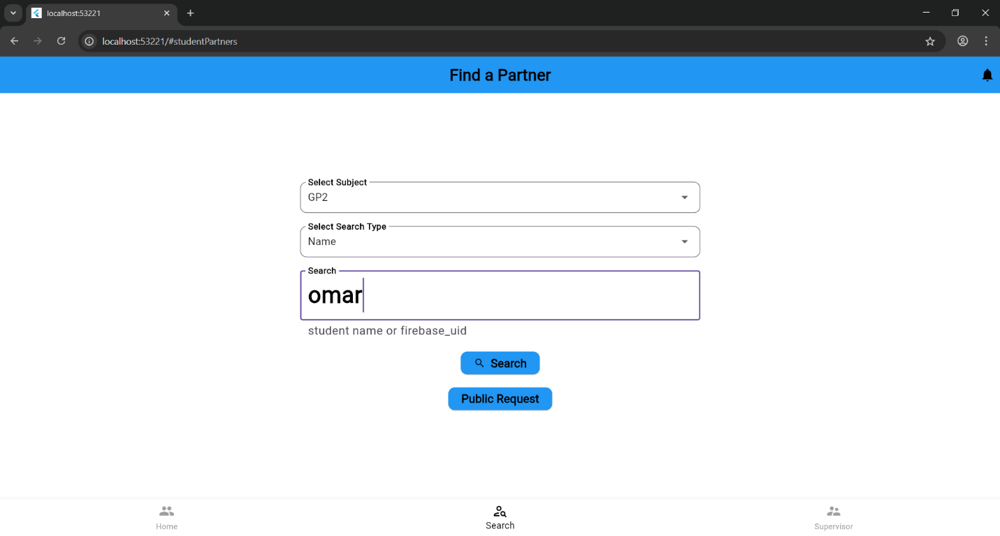 localhost:53221
localhost:53221/#studentPartners
Find a Partner
Select Subject
GP2
Select Search Type
Name
Search
omar
student name or firebase_uid
Search
Public Request
Home
Search
Supervisor